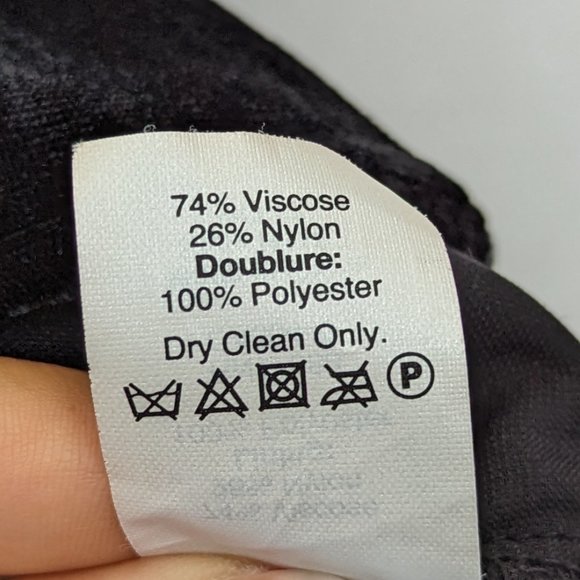 74% Viscose
26% Nylon
Doublure:
100% Polyester
Dry Clean Only.
P